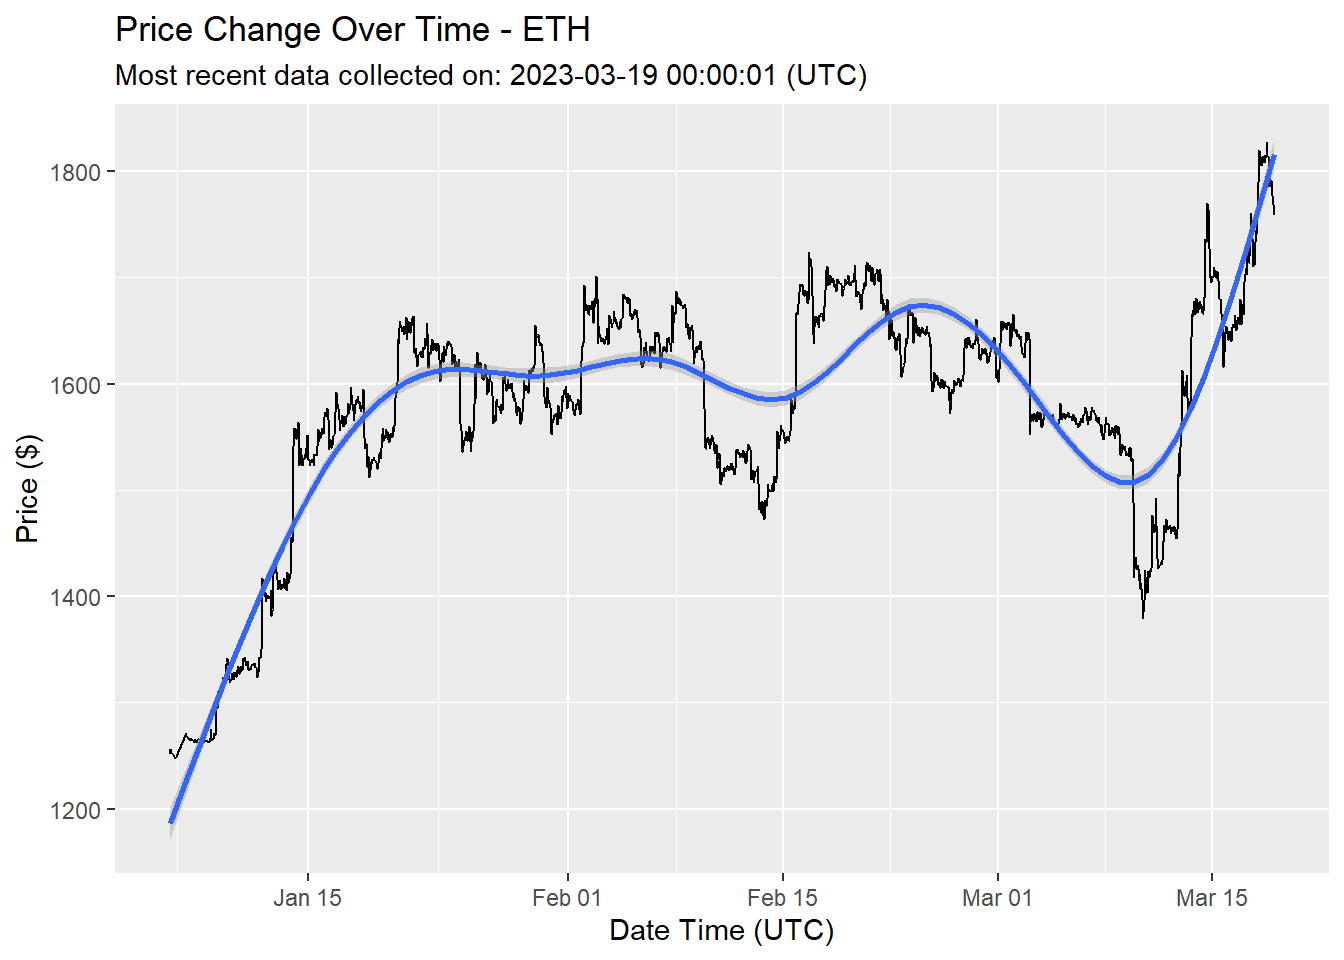 Price Change Over Time - ETH
Most recent data collected on: 2023-03-19 00:00:01 (UTC)
1800
1600
1400
1200
Price ($)
Jan 15
Feb 01
Feb 15
Mar 01
Mar 15
Date Time (UTC)